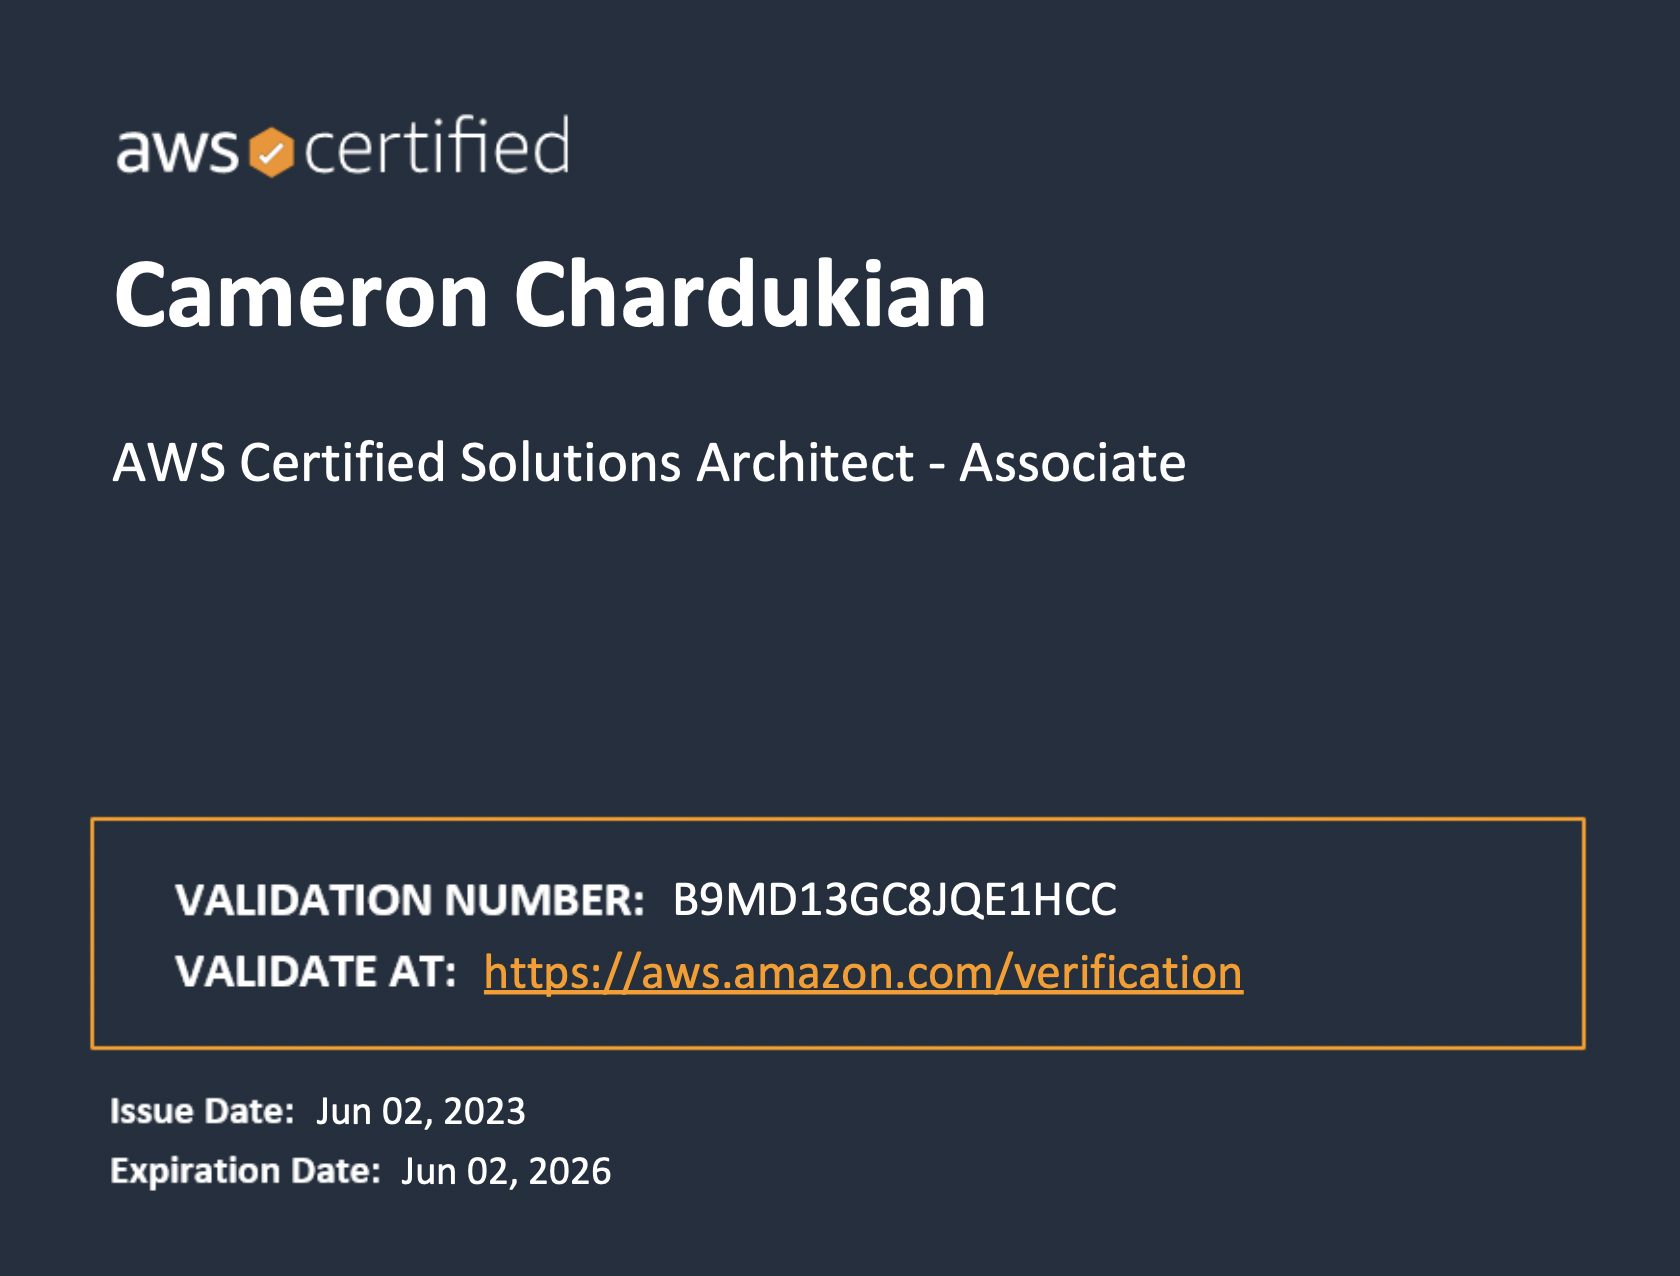 aws certified
Cameron Chardukian
AWS Certified Solutions Architect - Associate
VALIDATION NUMBER: B9MD13GC8JQE1HCC
VALIDATE AT: https://aws.amazon.com/verification
Issue Date: Jun 02, 2023
Expiration Date: Jun 02, 2026